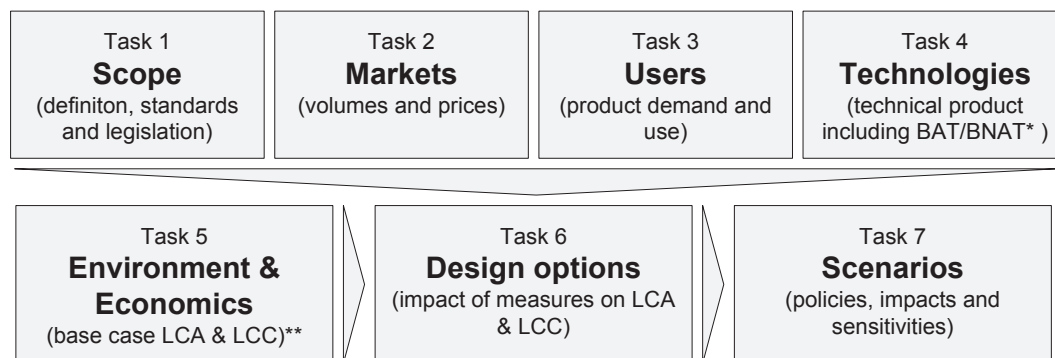 Task 1
Scope
(definiton, standards
and legislation)
Task 2
Markets
(volumes and prices)
Task 3
Users
(product demand and
use)
Task 4
Technologies
(technical product
including BAT/BNAT* )
Task 5
Environment &
Economics
(base case LCA & LCC)**
Task 6
Design options
(impact of measures on LCA
& LCC)
Task 7
Scenarios
(policies, impacts and
sensitivities)